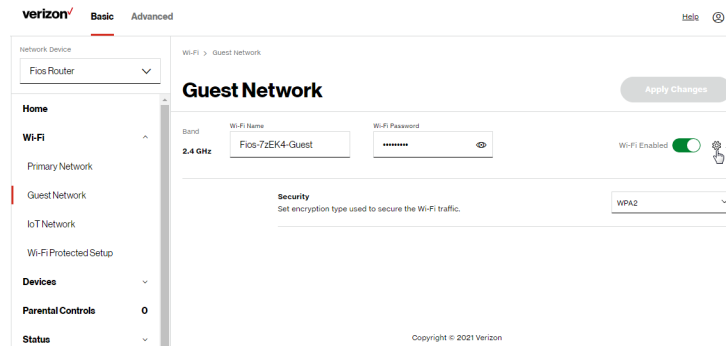 verizon✓ Basic Advanced Help
Network Device
Fios Router
Home
Wi-Fi
Primary Network
Guest Network
IoT Network
Wi-Fi Protected Setup
Devices
Parental Controls 0
Status
Wi-Fi > Guest Network
Guest Network
Apply Changes
Band
2.4 GHz
Wi-Fi Name
Fios-7zEK4-Guest
Wi-Fi Password
•••••••••
Wi-Fi Enabled
Security
Set encryption type used to secure the Wi-Fi traffic.
WPA2
Copyright © 2021 Verizon